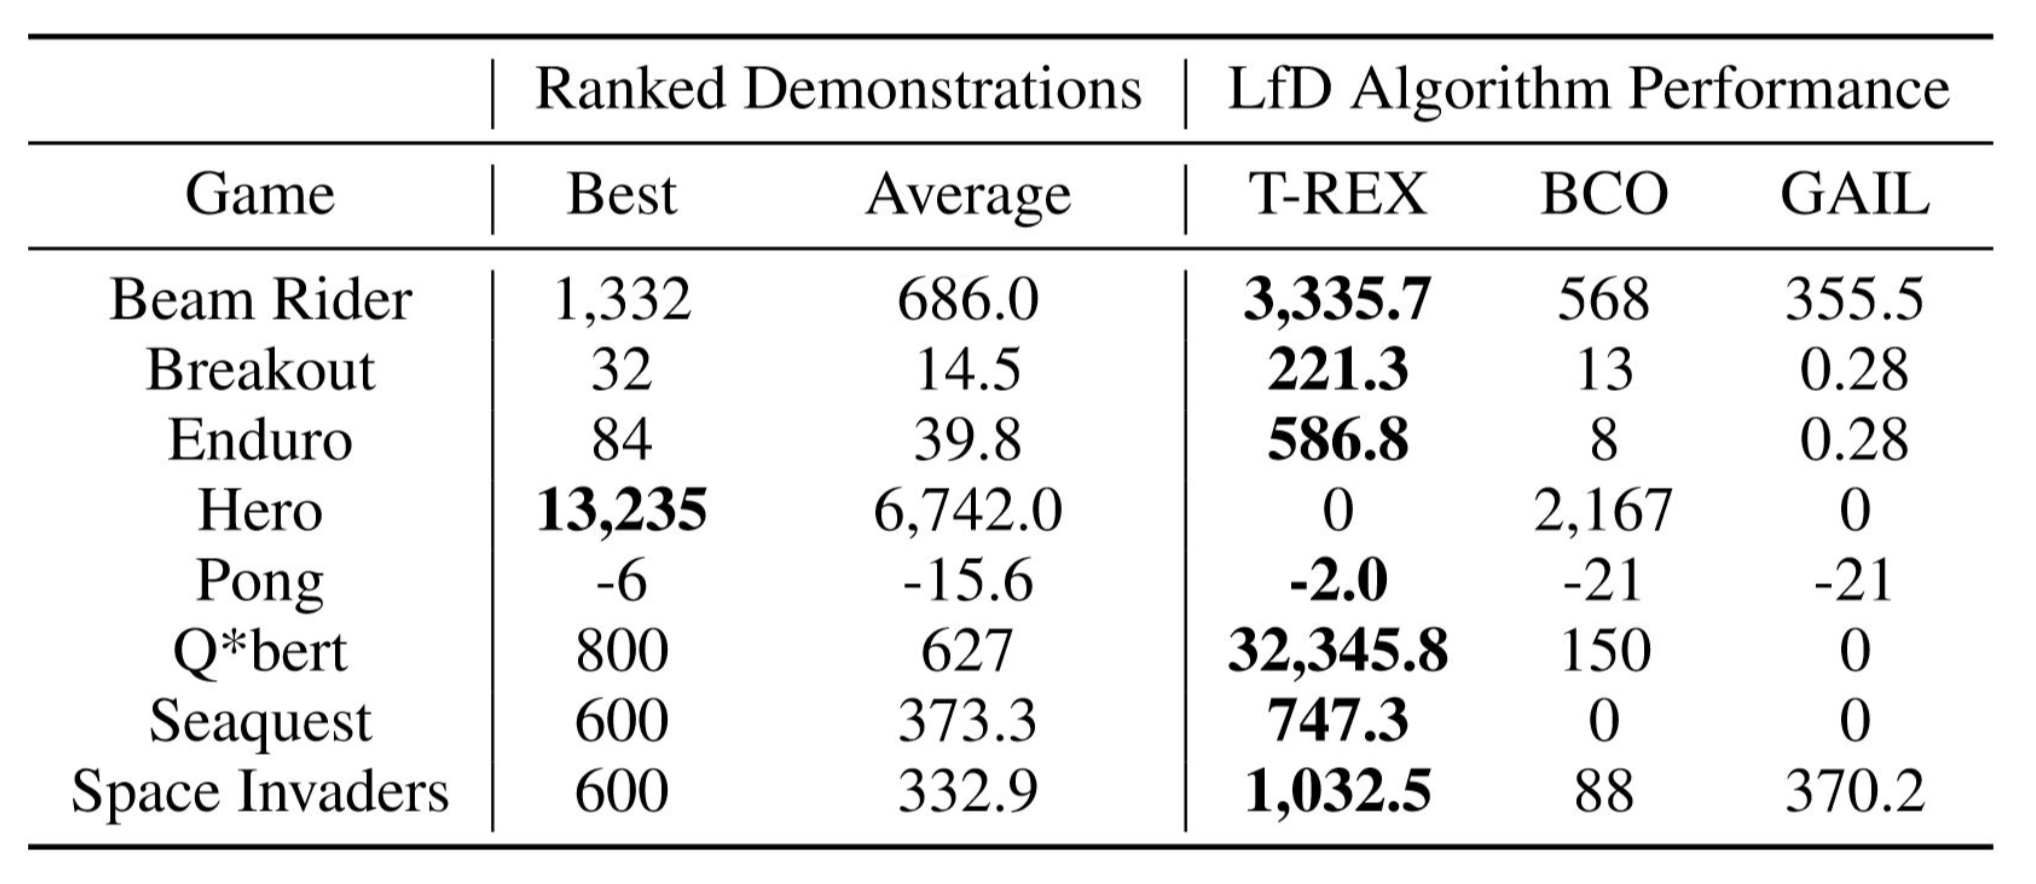 Ranked Demonstrations LfD Algorithm Performance
Game Best Average T-REX BCO GAIL
Beam Rider 1,332 686.0 3,335.7 568 355.5
Breakout 32 14.5 221.3 13 0.28
Enduro 84 39.8 586.8 8 0.28
Hero 13,235 6,742.0 0 2,167 0
Pong -6 -15.6 -2.0 -21 -21
Q*bert 800 627 32,345.8 150 0
Seaquest 600 373.3 747.3 0 0
Space Invaders 600 332.9 1,032.5 88 370.2